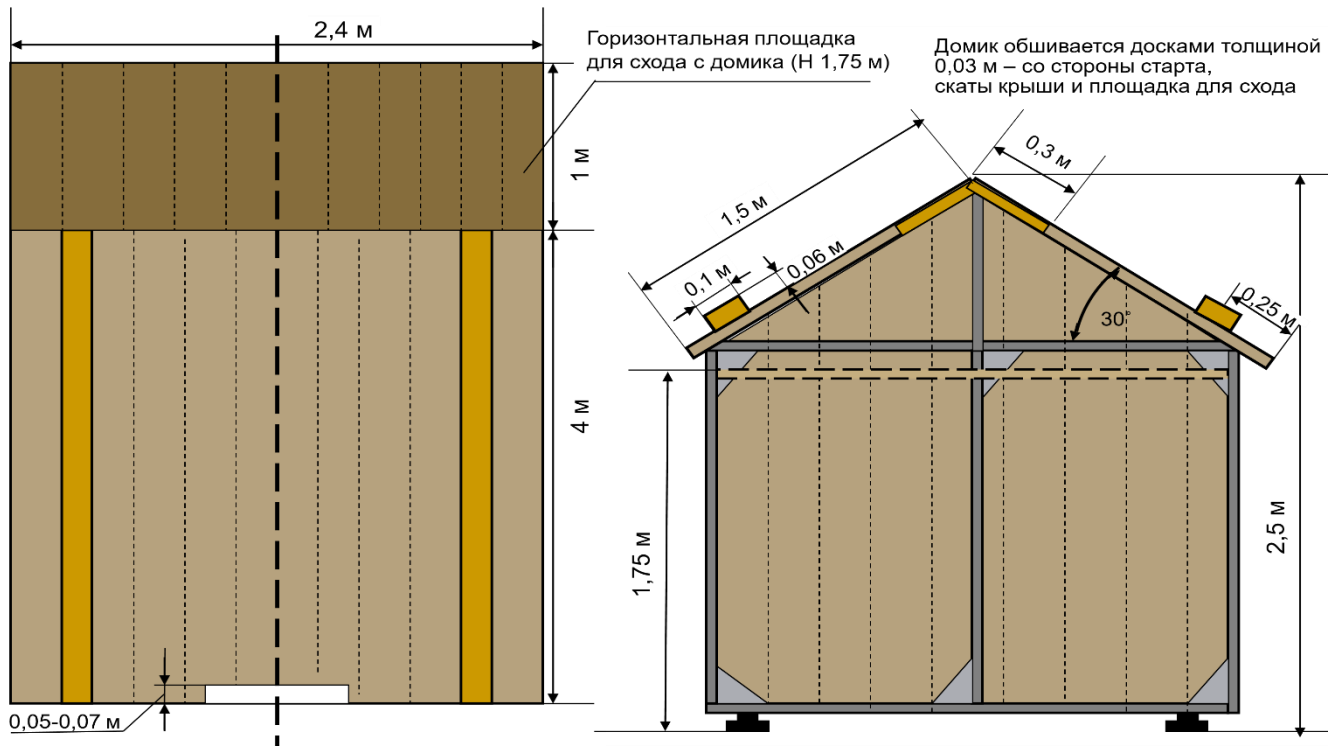 2,4 м
Горизонтальная площадка
для схода с домика (Н 1,75 м)
Домик обшивается досками толщиной
0,03 м – со стороны старта,
скаты крыши и площадка для схода
1 м
4 м
0,05-0,07 м
1,5 м
0,3 м
0,1 м
0,06 м
0,25 м
30°
1,75 м
2,5 м